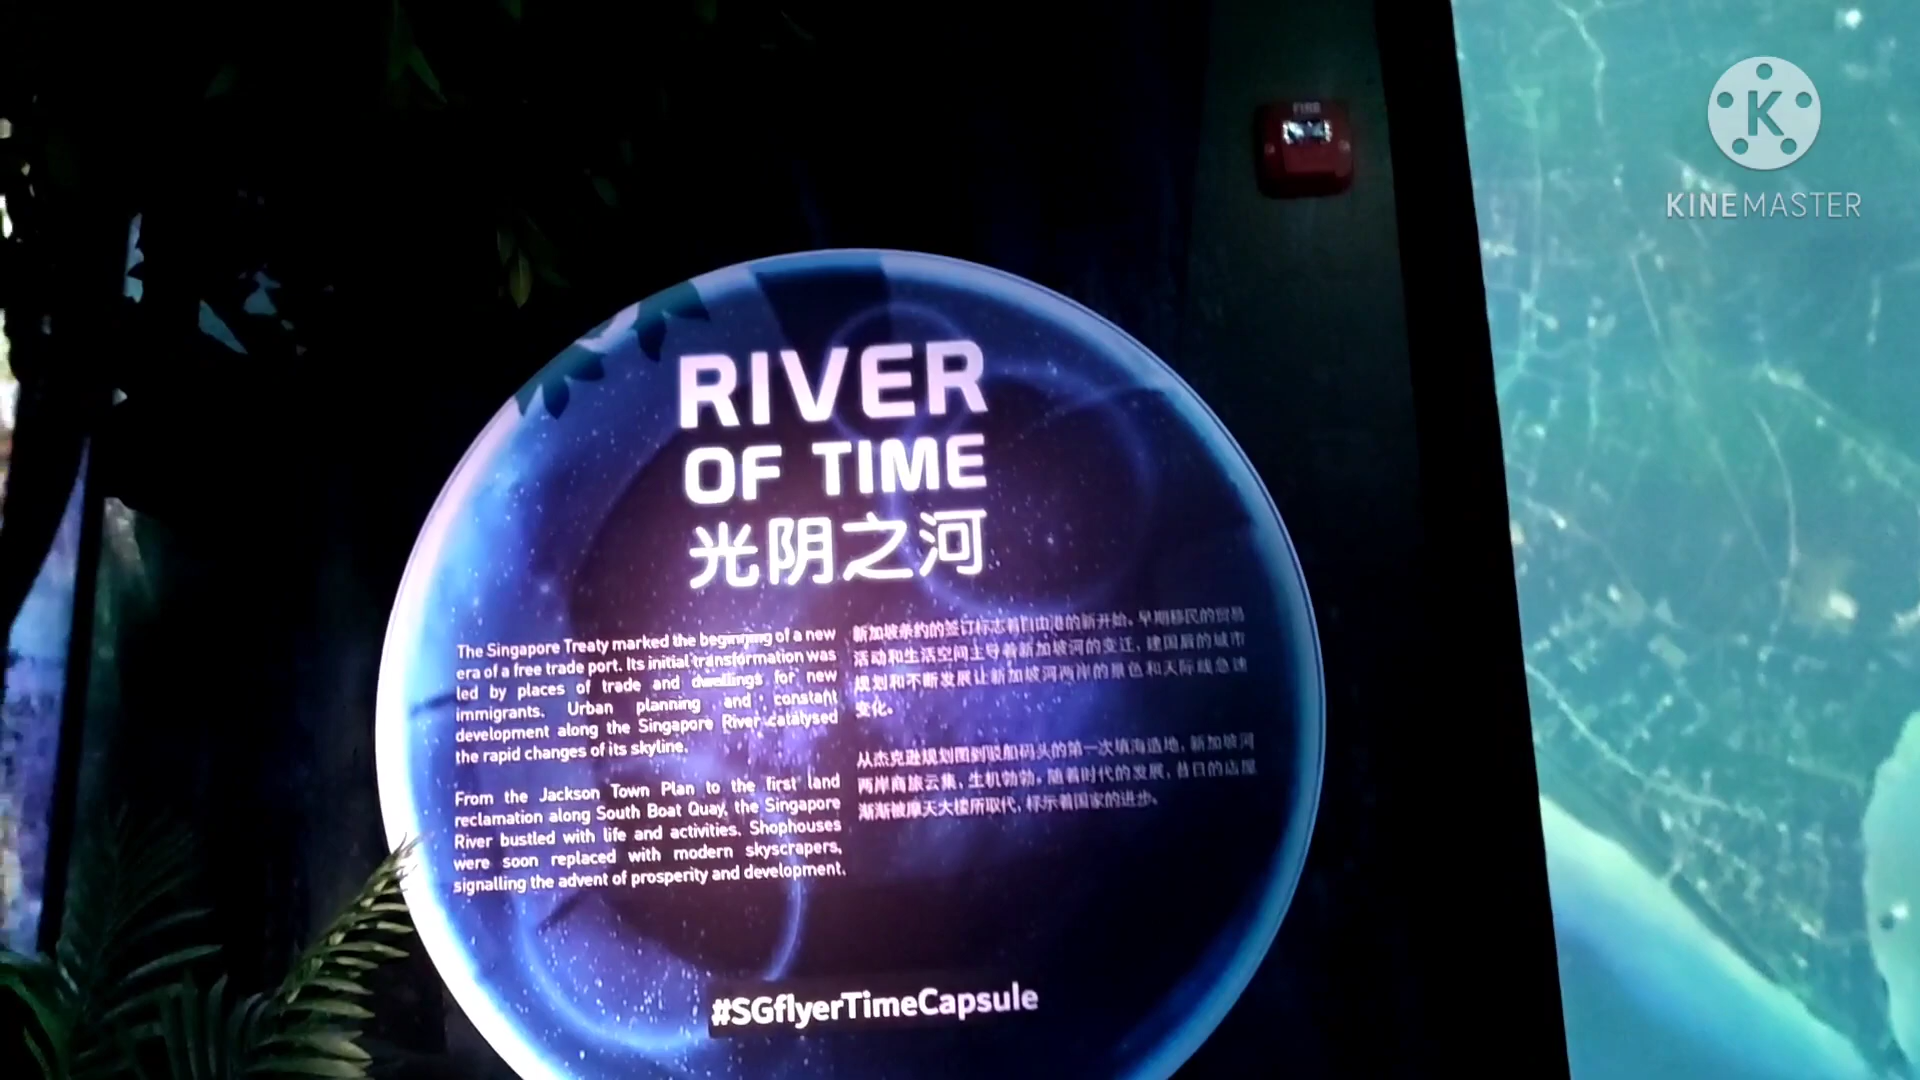 FIRE
K
KINEMASTER
RIVER
OF TIME
光阴之河
The Singapore Treaty marked the beginning of a new
era of a free trade port. Its initial transformation was
led by places of trade and dwellings for new
immigrants. Urban planning and constant
development along the Singapore River catalysed
the rapid changes of its skyline.
From the Jackson Town Plan to the first land
reclamation along South Boat Quay, the Singapore
River bustled with life and activities. Shophouses
were soon replaced with modern skyscrapers,
signalling the advent of prosperity and development.
新加坡条约的签订标志着自由港的新开始。早期移民的贸易
活动和生活空间主导着新加坡河的变迁，建国后的城市
规划和不断发展让新加坡河两岸的景色和天际线急速
变化。
从杰克逊规划图到驳船码头的第一次填海造地，新加坡河
两岸商旅云集，生机勃勃。随着时代的发展，昔日的店屋
渐渐被摩天大楼所取代，标示着国家的进步。
#SGflyerTimeCapsule